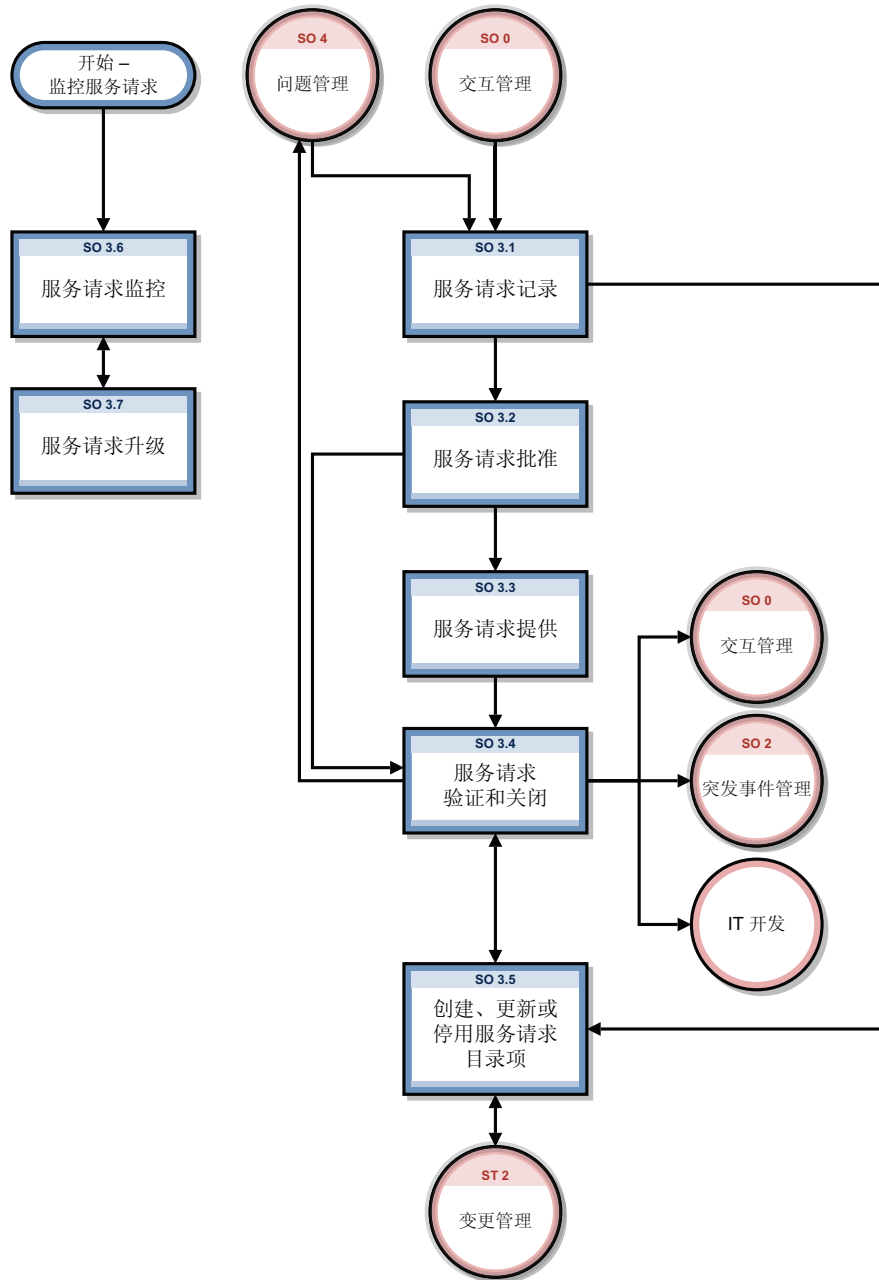 开始 –
监控服务请求
SO 4
问题管理
SO 0
交互管理
SO 3.6
服务请求监控
SO 3.1
服务请求记录
SO 3.7
服务请求升级
SO 3.2
服务请求批准
SO 3.3
服务请求提供
SO 0
交互管理
SO 3.4
服务请求
验证和关闭
SO 2
突发事件管理
IT 开发
SO 3.5
创建、更新或
停用服务请求
目录项
ST 2
变更管理